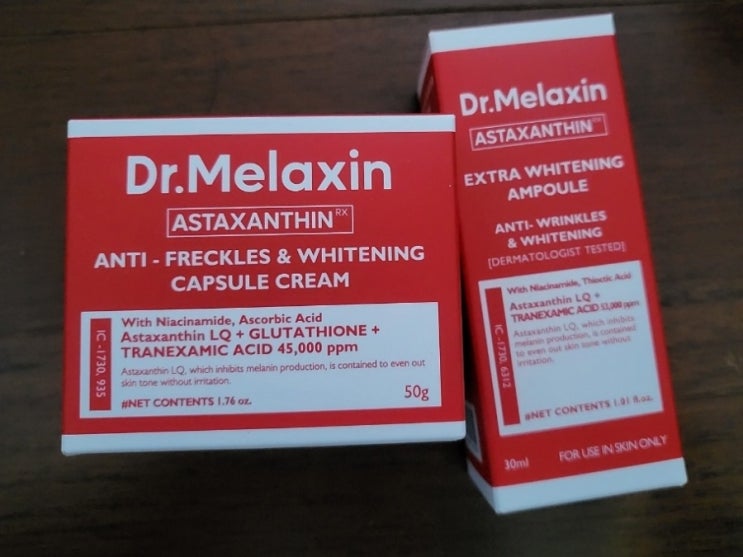 Dr.Melaxin
ASTAXANTHIN RX
ANTI - FRECKLES & WHITENING
CAPSULE CREAM
IC -1730, 935
With Niacinamide, Ascorbic Acid
Astaxanthin LQ + GLUTATHIONE +
TRANEXAMIC ACID 45,000 ppm
Astaxanthin LQ, which inhibits melanin production, is contained to even out
skin tone without irritation.
#NET CONTENTS 1.76 oz.
50g
Dr.Melaxin
ASTAXANTHIN RX
EXTRA WHITENING
AMPOULE
ANTI- WRINKLES
& WHITENING
[DERMATOLOGIST TESTED]
IC -1730, 6312
With Niacinamide, Thioctic Acid
Astaxanthin LQ +
TRANEXAMIC ACID 53,000 ppm
Astaxanthin LQ, which inhibits
melanin production, is contained
to even out skin tone without
irritation.
#NET CONTENTS 1.01 fl.oz.
30ml
FOR USE IN SKIN ONLY